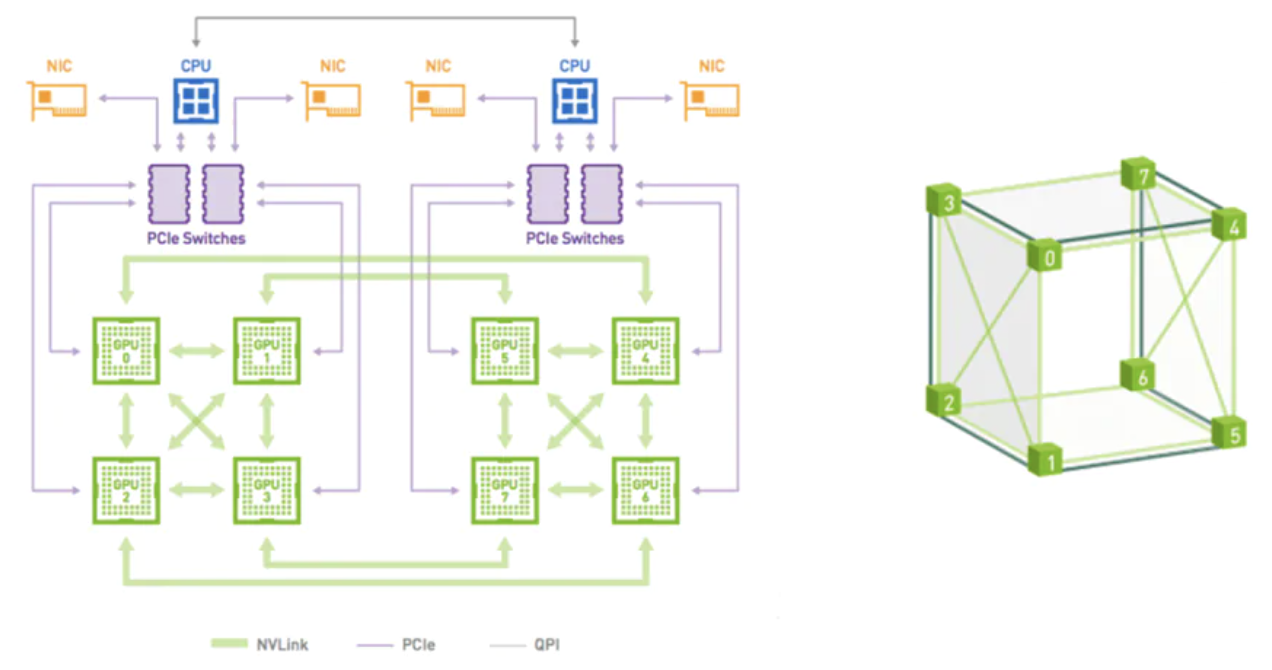 NIC
CPU
NIC
NIC
CPU
NIC
PCIe Switches
PCIe Switches
GPU
0
GPU
1
GPU
5
GPU
4
GPU
2
GPU
3
GPU
7
GPU
6
NVLink
PCIe
QPI
7
3
4
0
6
2
5
1